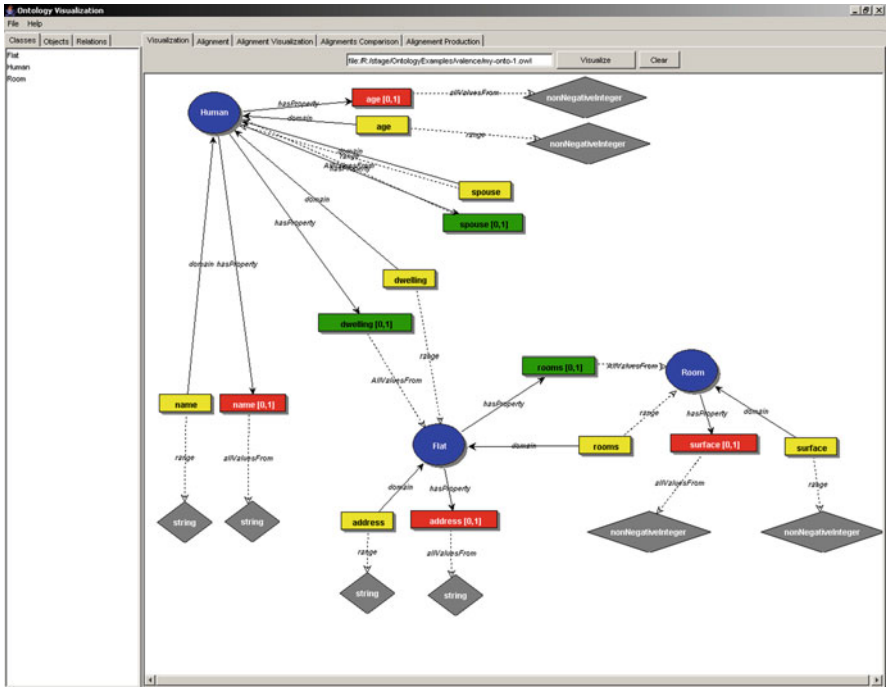 Ontology Visualization
File Help
Classes Objects Relations
Visualization Alignment Alignment Visualization Alignments Comparison Alignement Production
Flat
Human
Room
file:/R:/stage/OntologyExamples/valence/my-onto-1.owl Visualize Clear
Human
hasProperty
age [0,1]
allValuesFrom
nonNegativeInteger
domain
age
range
nonNegativeInteger
domain
range
hasProperty
spouse
spouse [0,1]
domain
hasProperty
dwelling
dwelling [0,1]
range
AllValuesFrom
domain hasProperty
rooms [0,1]
AllValuesFrom
Room
hasProperty
range
hasProperty
domain
name
name [0,1]
range
allValuesFrom
string
string
Flat
domain
rooms
surface [0,1]
surface
allValuesFrom
range
nonNegativeInteger
nonNegativeInteger
domain
hasProperty
address
address [0,1]
range
allValuesFrom
string
string